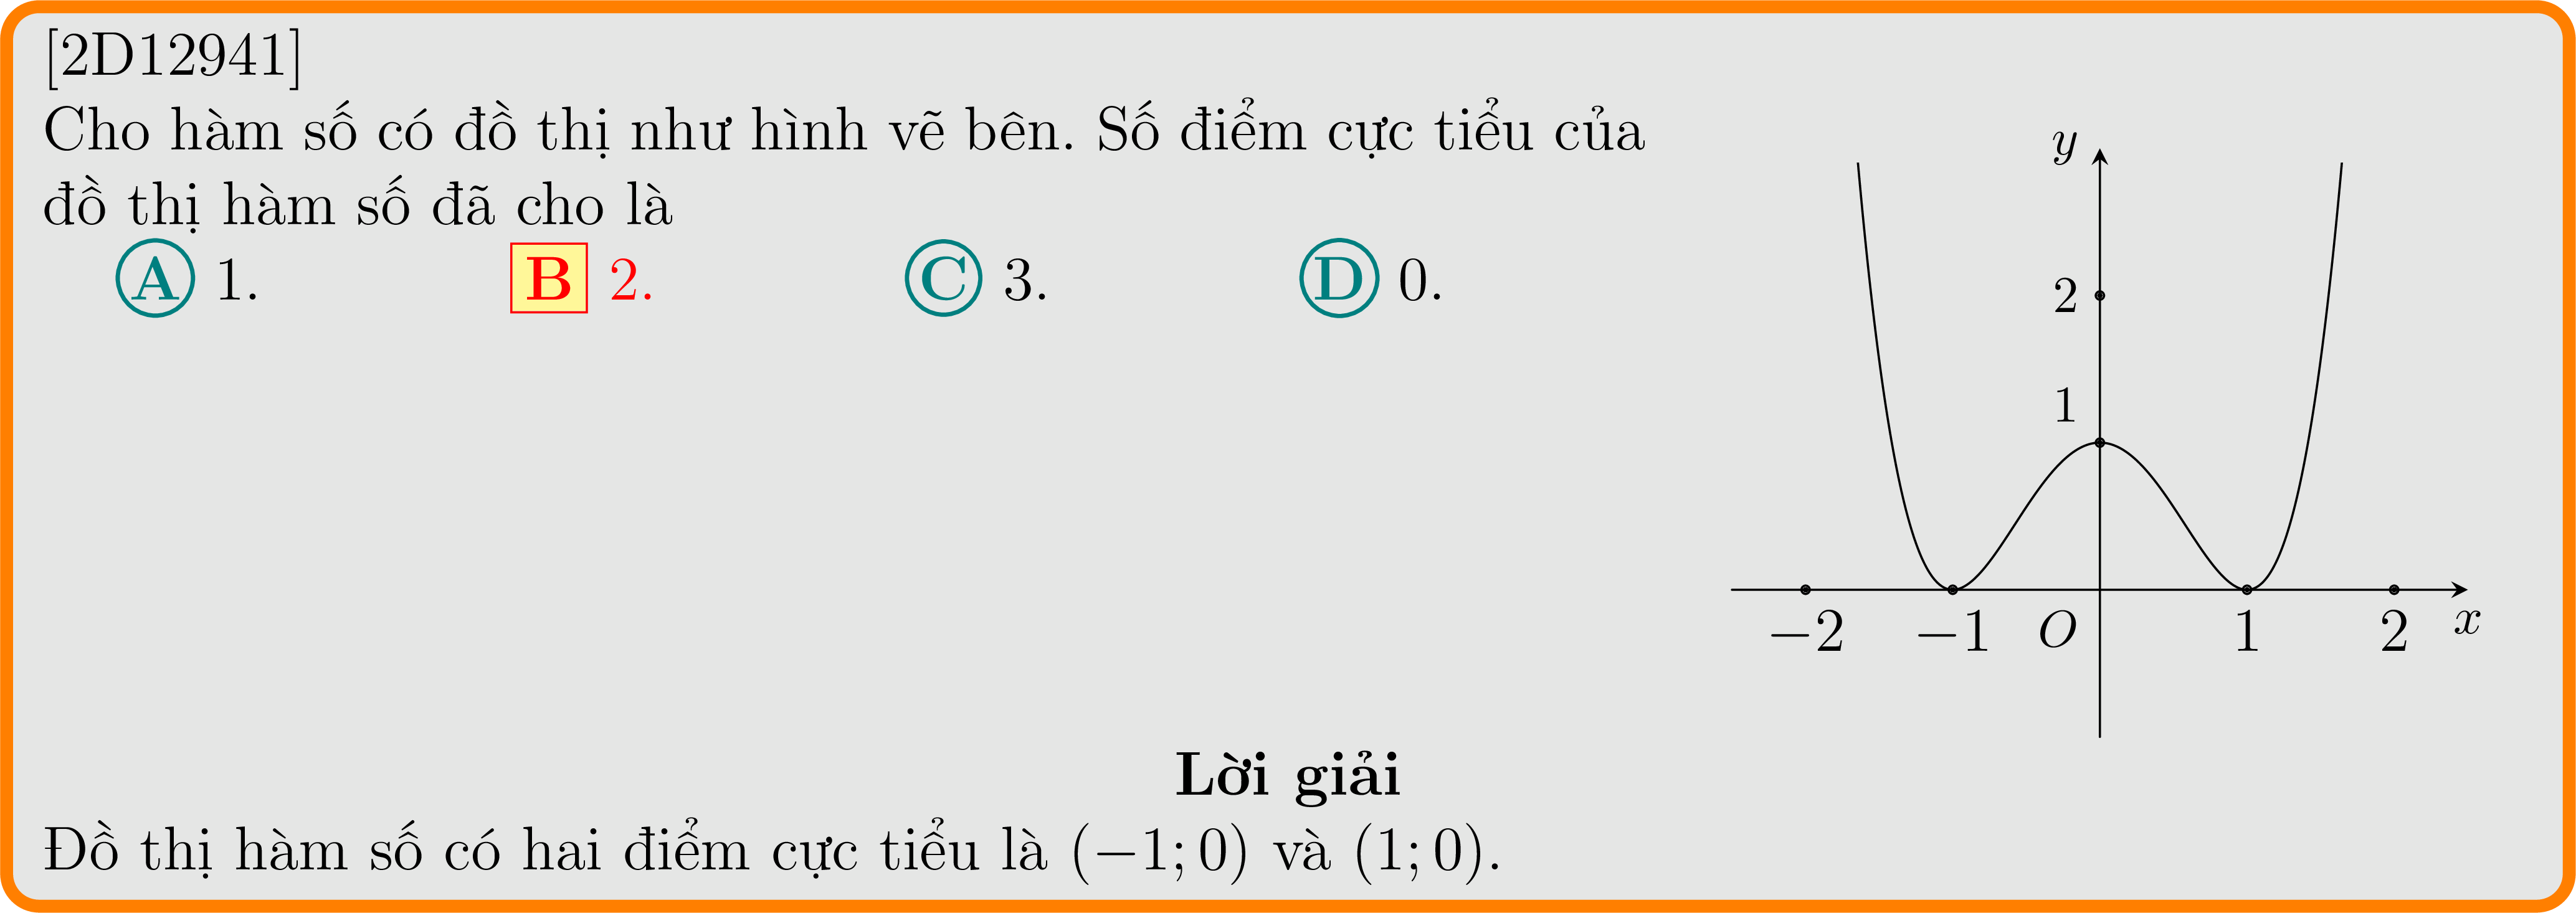 [2D12941]
Cho hàm số có đồ thị như hình vẽ bên. Số điểm cực tiểu của
đồ thị hàm số đã cho là
A 1. B 2. C 3. D 0.
y
2
1
−2 −1 O 1 2 x
Lời giải
Đồ thị hàm số có hai điểm cực tiểu là (−1; 0) và (1; 0).